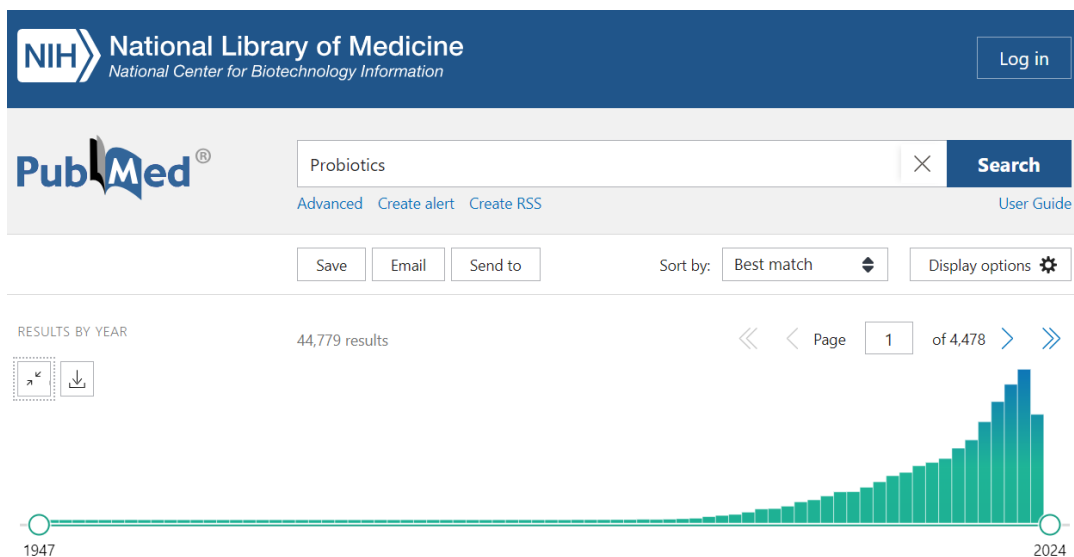 NIH National Library of Medicine
National Center for Biotechnology Information
Log in
PubMed®
Probiotics
Search
Advanced Create alert Create RSS
User Guide
Save Email Send to
Sort by: Best match
Display options
RESULTS BY YEAR
44,779 results
Page 1 of 4,478
1947
2024